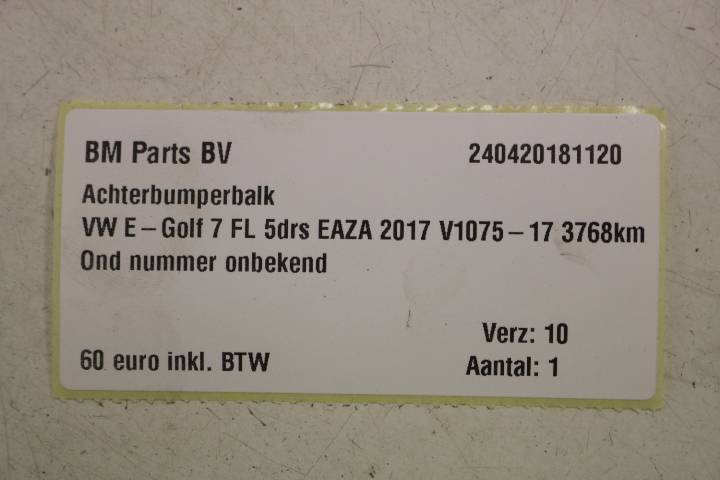 BM Parts BV 240420181120
Achterbumperbalk
VW E-Golf 7 FL 5drs EAZA 2017 V1075-17 3768km
Ond nummer onbekend
Verz: 10
60 euro inkl. BTW Aantal: 1